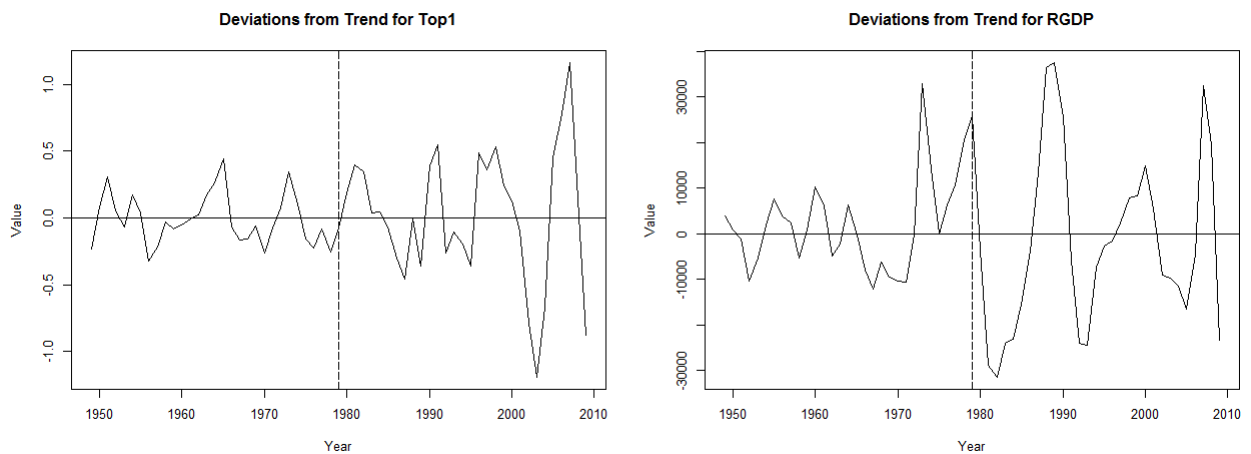 Deviations from Trend for Top1
Value
1.0
0.5
0.0
-0.5
-1.0
1950 1960 1970 1980 1990 2000 2010
Year
Deviations from Trend for RGDP
Value
30000
10000
0
-10000
-30000
1950 1960 1970 1980 1990 2000 2010
Year